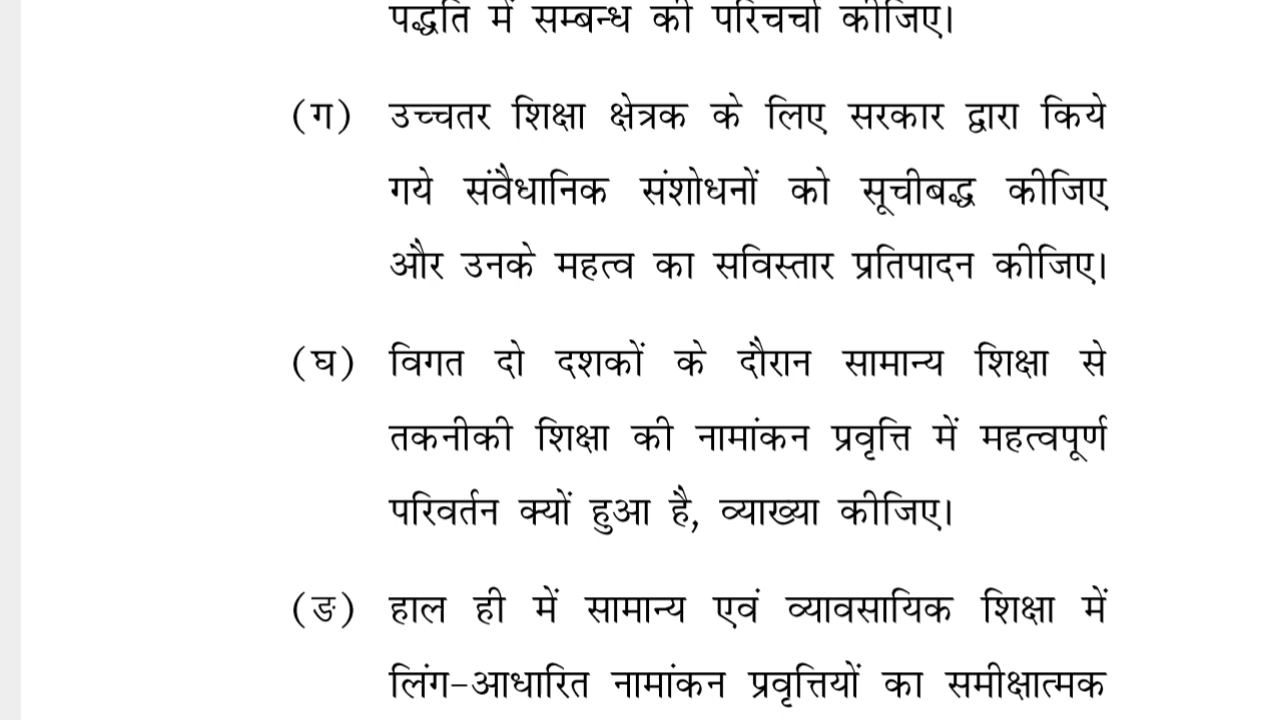 पद्धति में सम्बन्ध की परिचर्चा कीजिए।
(ग) उच्चतर शिक्षा क्षेत्रक के लिए सरकार द्वारा किये
गये संवैधानिक संशोधनों को सूचीबद्ध कीजिए
और उनके महत्व का सविस्तार प्रतिपादन कीजिए।
(घ) विगत दो दशकों के दौरान सामान्य शिक्षा से
तकनीकी शिक्षा की नामांकन प्रवृत्ति में महत्वपूर्ण
परिवर्तन क्यों हुआ है, व्याख्या कीजिए।
(ङ) हाल ही में सामान्य एवं व्यावसायिक शिक्षा में
लिंग-आधारित नामांकन प्रवृत्तियों का समीक्षात्मक